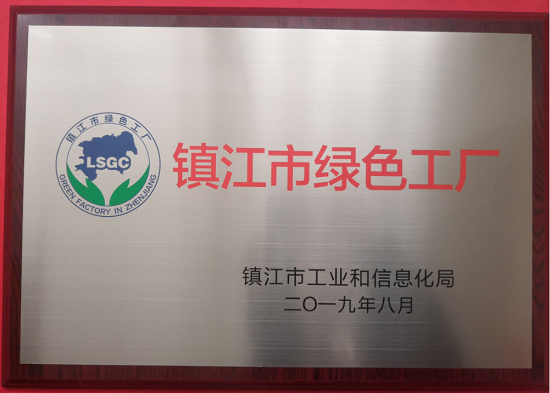 镇江市绿色工厂
LSGC
GREEN FACTORY IN ZHENJIANG
镇江市绿色工厂
镇江市工业和信息化局
二〇一九年八月